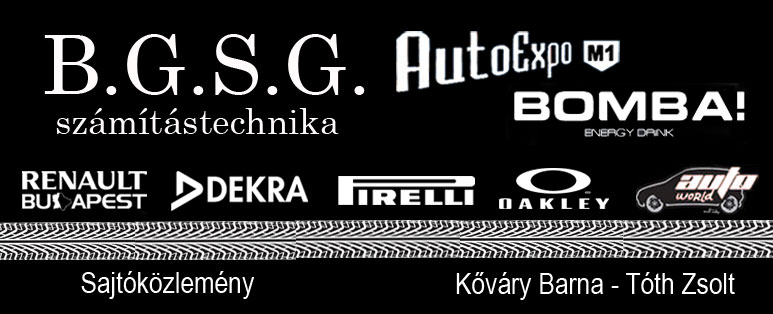 B.G.S.G.
számítástechnika
AutoExpo M1
BOMBA!
ENERGY DRINK
RENAULT
BUDAPEST
DEKRA
PIRELLI
OAKLEY
auto
world
Sajtóközlemény
Kőváry Barna - Tóth Zsolt